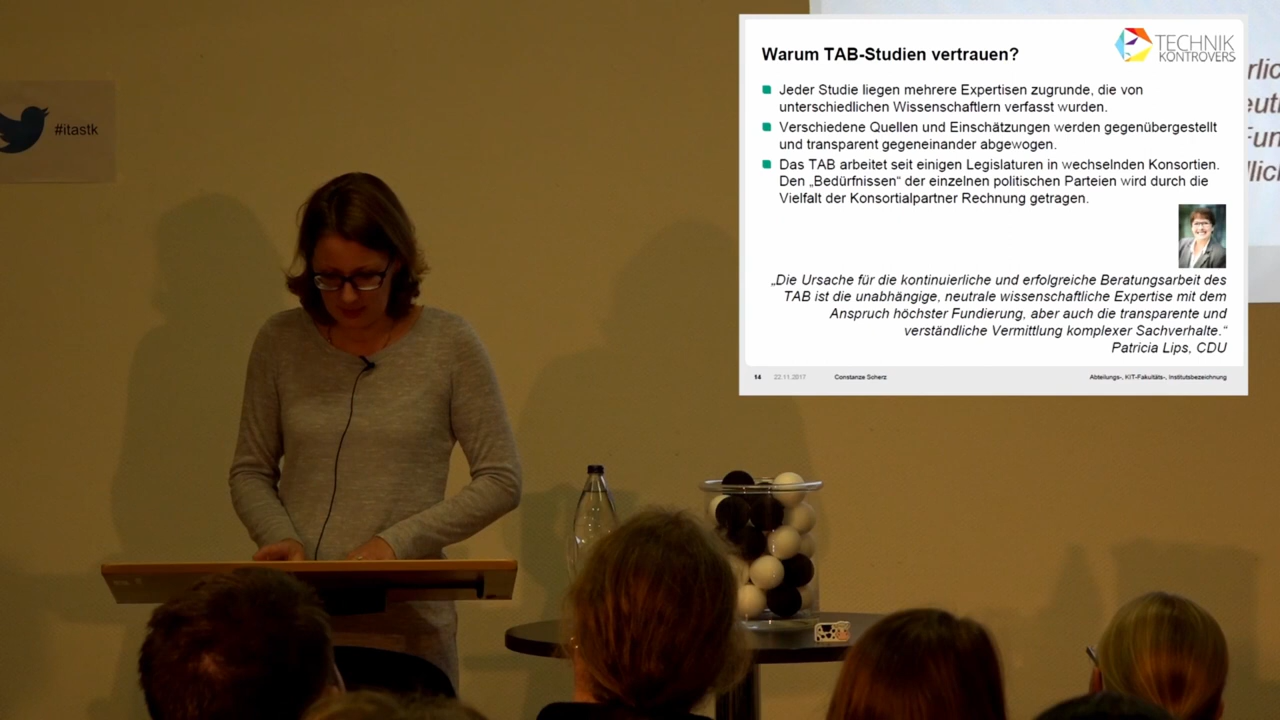 #itastk
Warum TAB-Studien vertrauen?
TECHNIK
KONTROVERS
Jeder Studie liegen mehrere Expertisen zugrunde, die von
unterschiedlichen Wissenschaftlern verfasst wurden.
Verschiedene Quellen und Einschätzungen werden gegenübergestellt
und transparent gegeneinander abgewogen.
Das TAB arbeitet seit einigen Legislaturen in wechselnden Konsortien.
Den „Bedürfnissen“ der einzelnen politischen Parteien wird durch die
Vielfalt der Konsortialpartner Rechnung getragen.
„Die Ursache für die kontinuierliche und erfolgreiche Beratungsarbeit des
TAB ist die unabhängige, neutrale wissenschaftliche Expertise mit dem
Anspruch höchster Fundierung, aber auch die transparente und
verständliche Vermittlung komplexer Sachverhalte.“
Patricia Lips, CDU
14 22.11.2017 Constanze Scherz Abteilungs-, KIT-Fakultäts-, Institutsbezeichnung